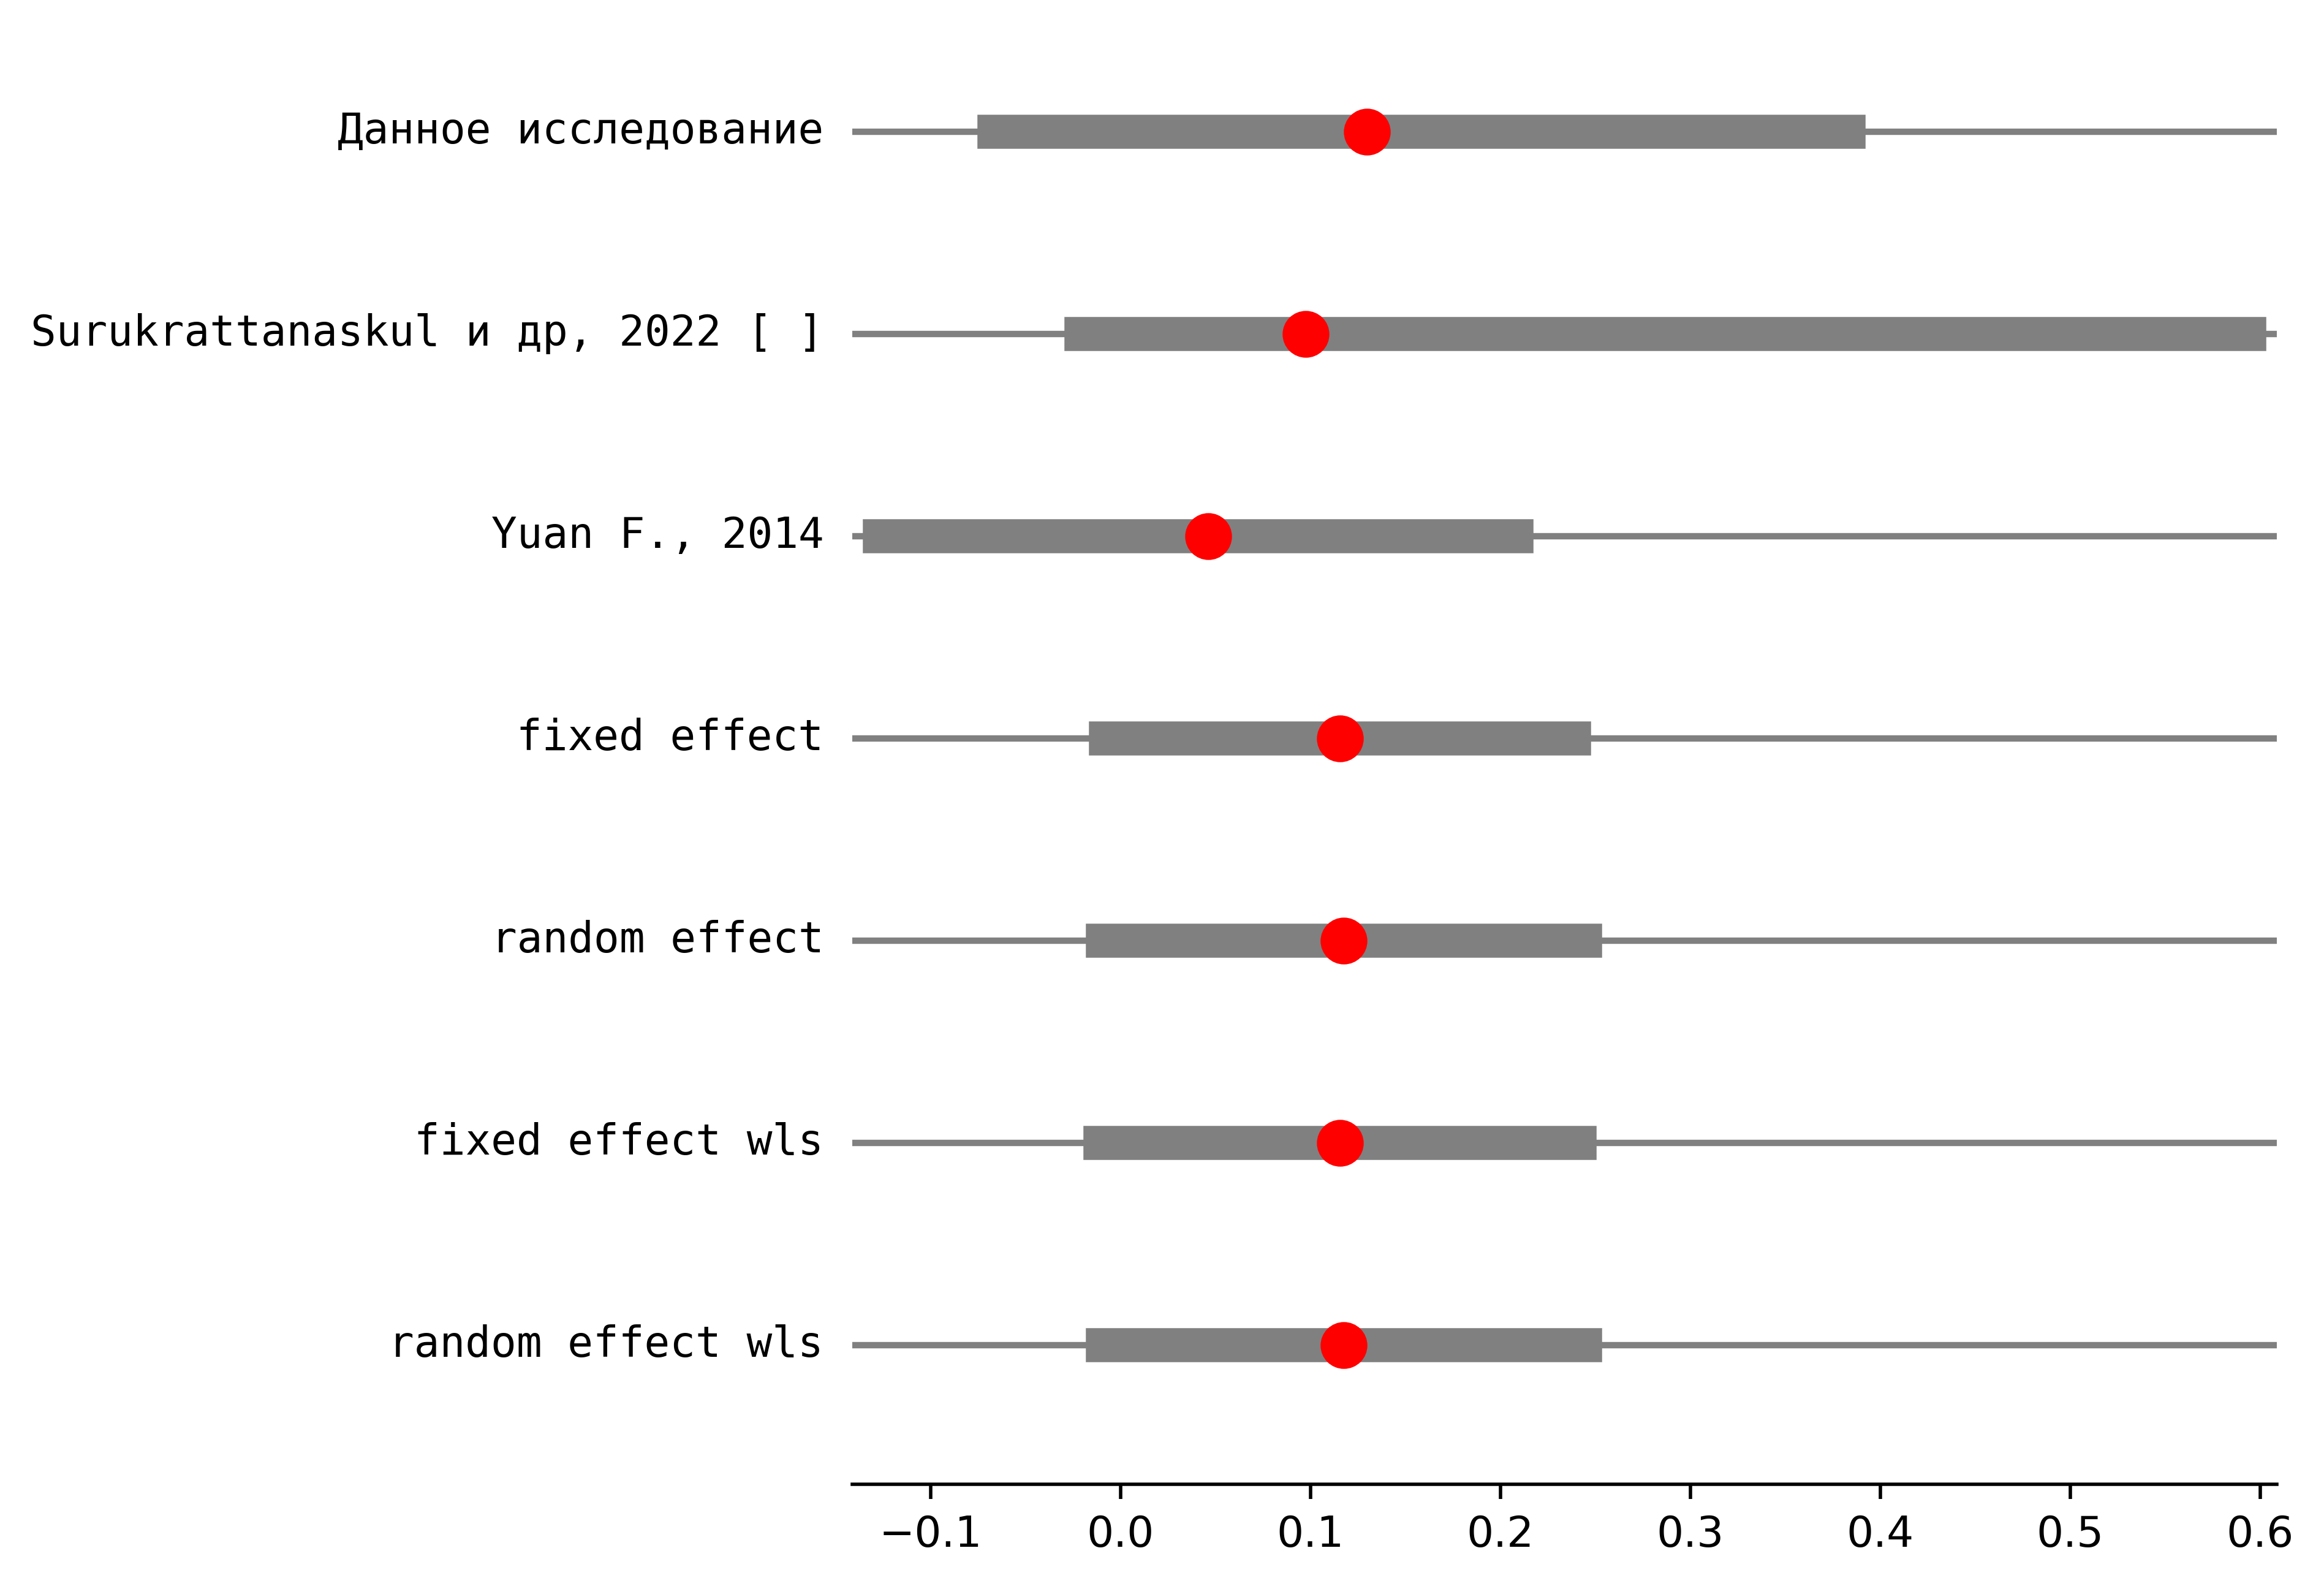 Данное исследование
Surukrattanaskul и др, 2022 [ ]
Yuan F., 2014
fixed effect
random effect
fixed effect wls
random effect wls
−0.1 0.0 0.1 0.2 0.3 0.4 0.5 0.6